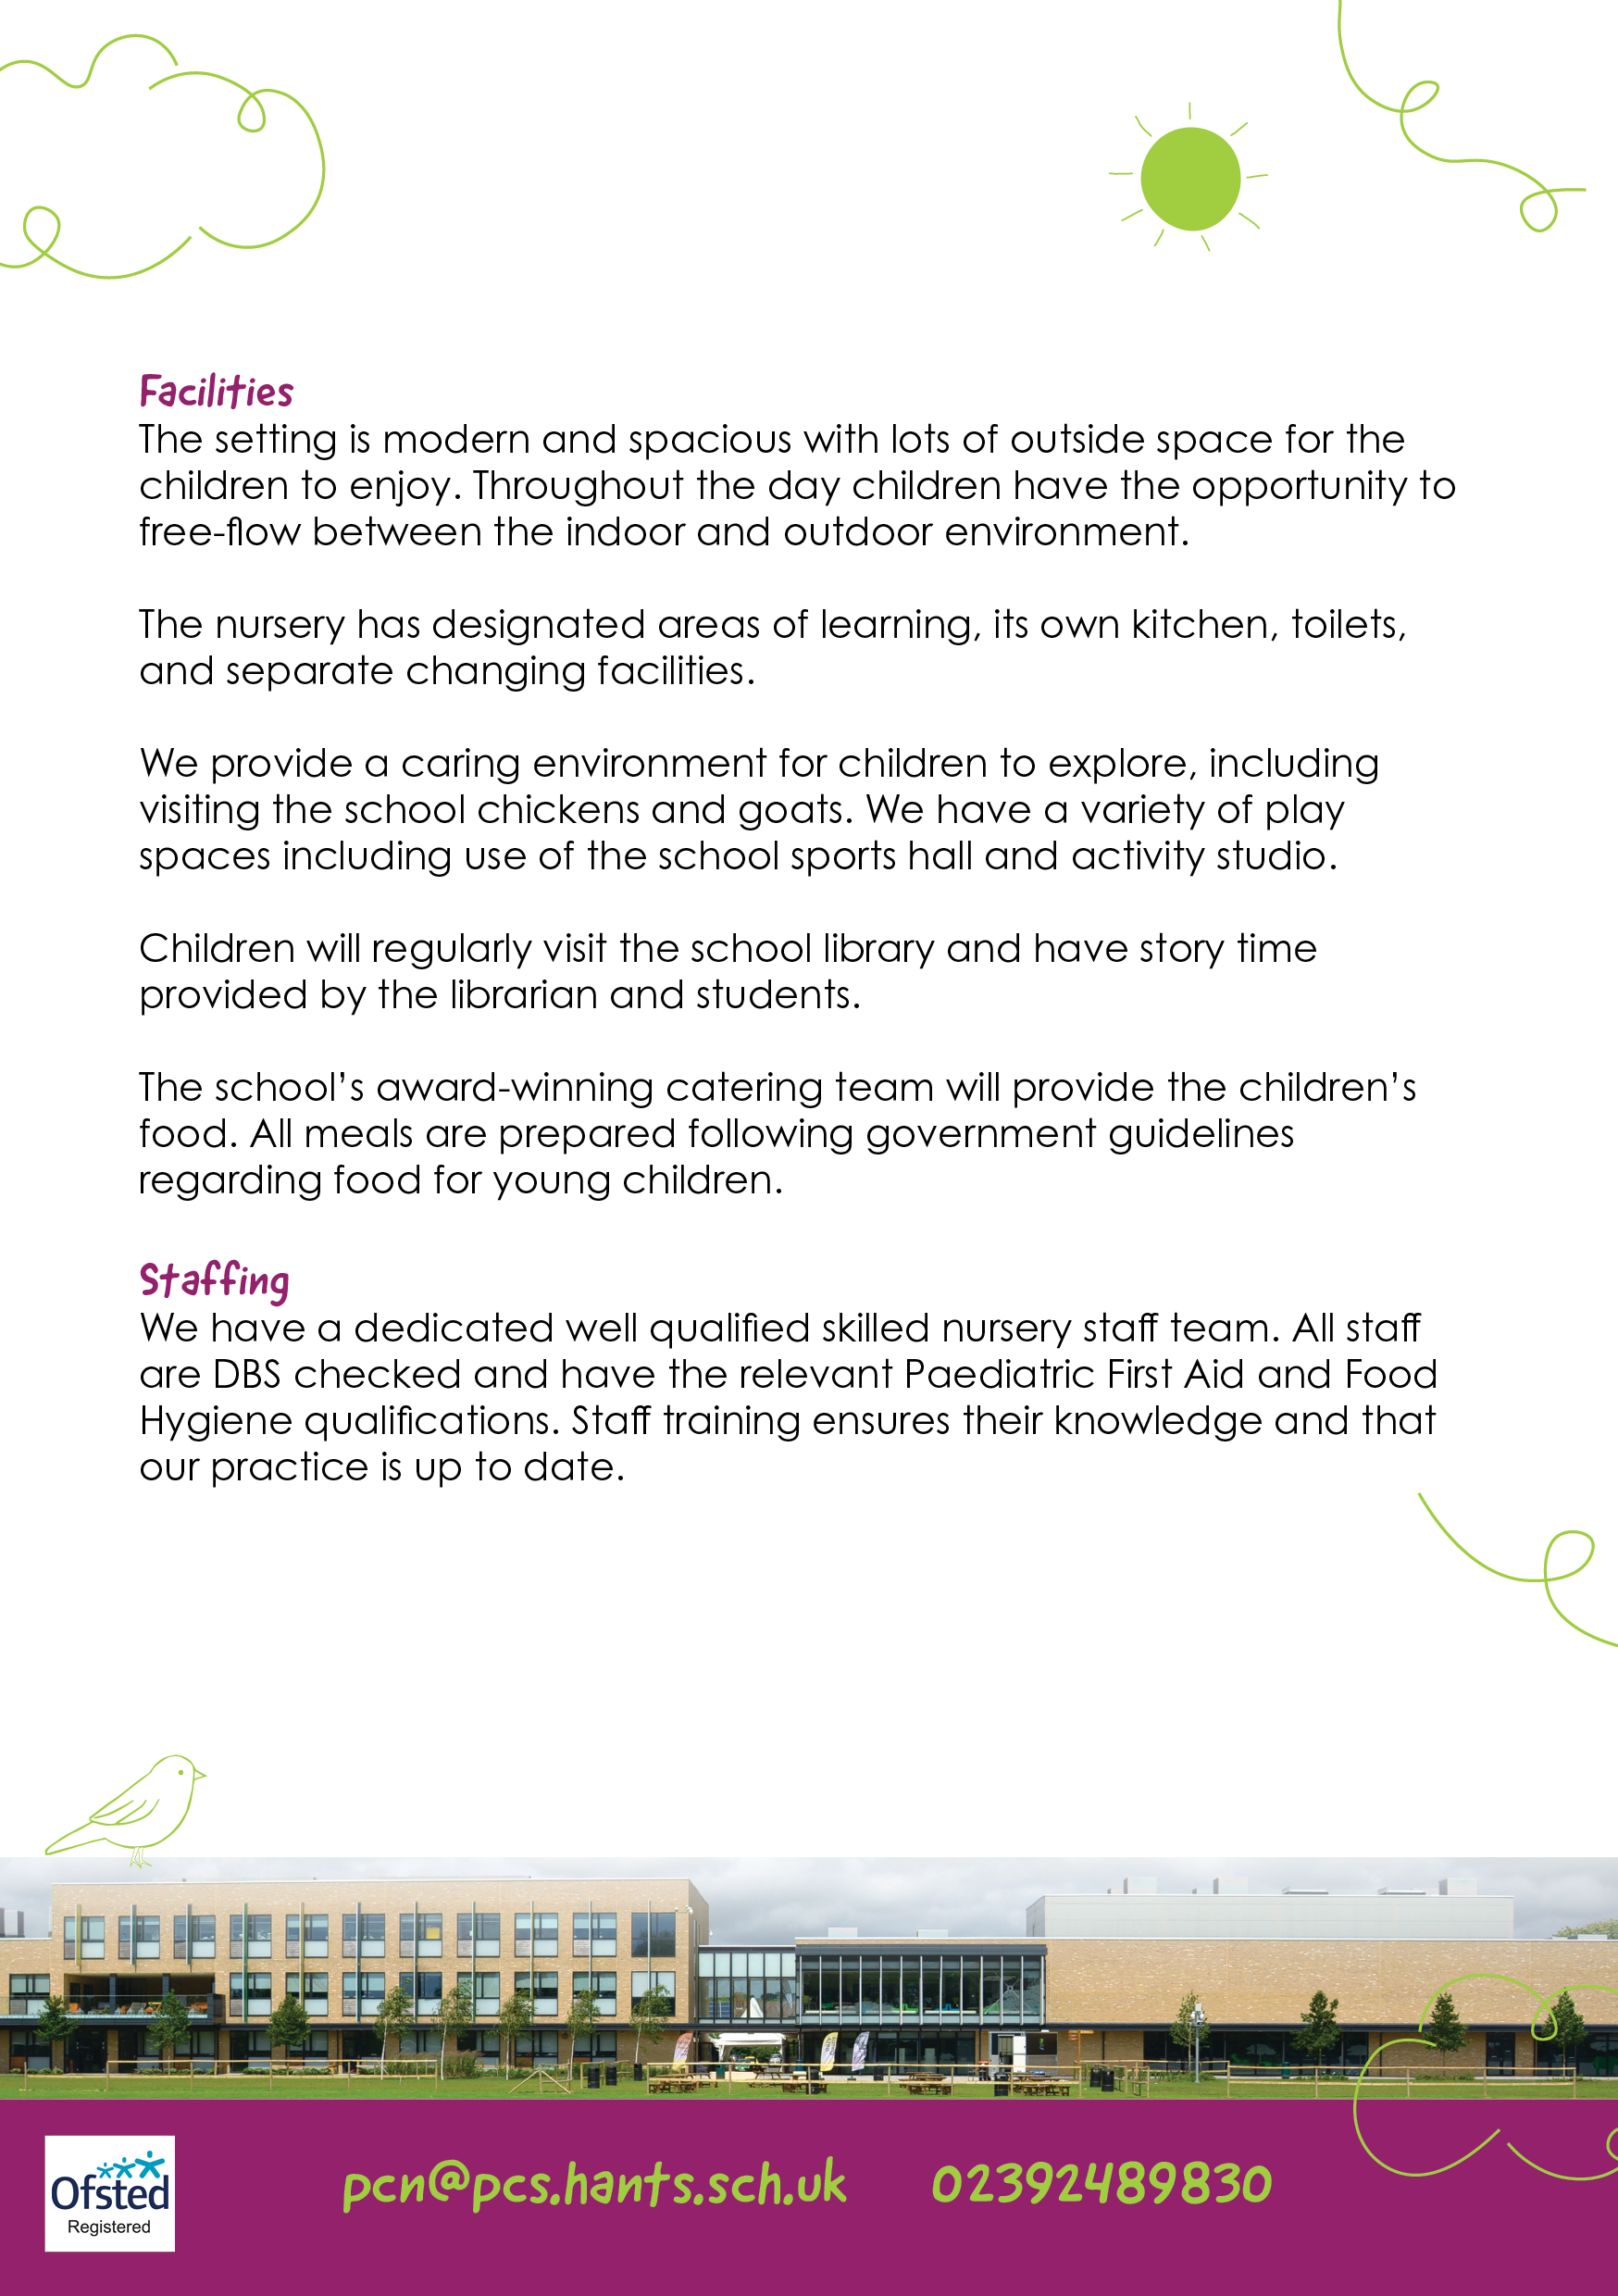 Facilities
The setting is modern and spacious with lots of outside space for the
children to enjoy. Throughout the day children have the opportunity to
free-flow between the indoor and outdoor environment.
The nursery has designated areas of learning, its own kitchen, toilets,
and separate changing facilities.
We provide a caring environment for children to explore, including
visiting the school chickens and goats. We have a variety of play
spaces including use of the school sports hall and activity studio.
Children will regularly visit the school library and have story time
provided by the librarian and students.
The school’s award-winning catering team will provide the children’s
food. All meals are prepared following government guidelines
regarding food for young children.
Staffing
We have a dedicated well qualified skilled nursery staff team. All staff
are DBS checked and have the relevant Paediatric First Aid and Food
Hygiene qualifications. Staff training ensures their knowledge and that
our practice is up to date.
Ofsted
Registered
pcn@pcs.hants.sch.uk 02392489830